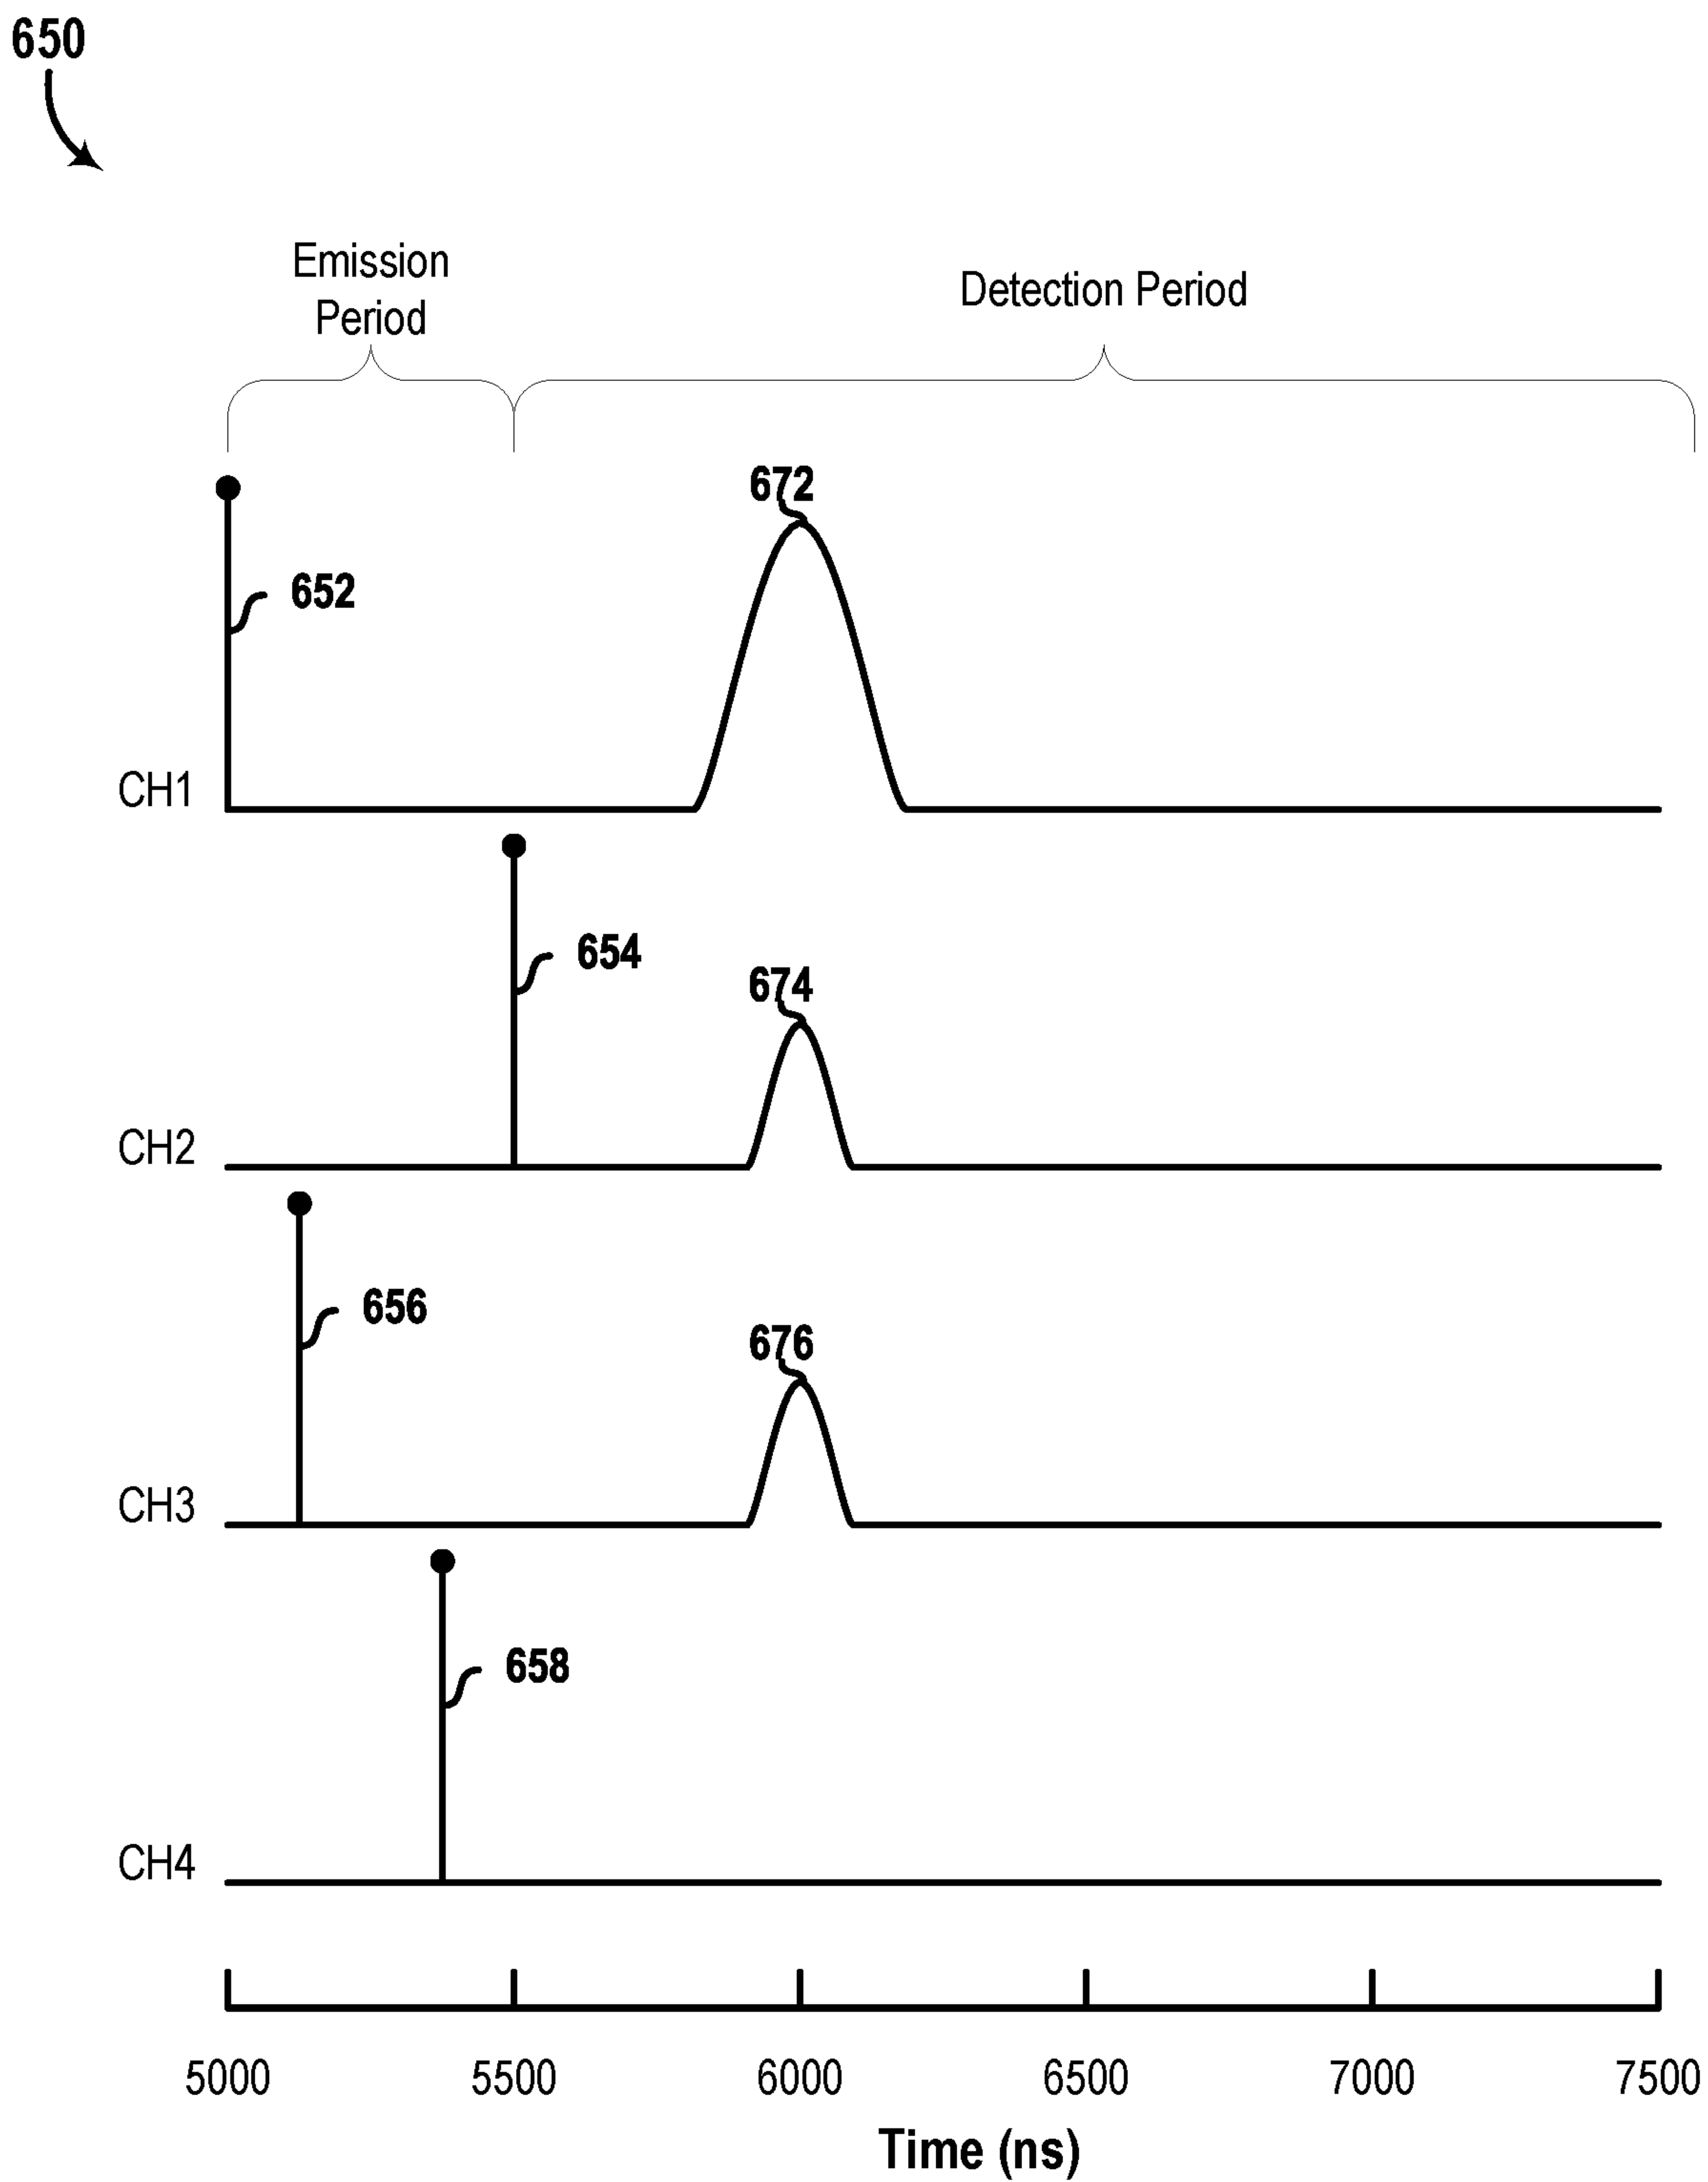 650
Emission
Period
Detection Period
672
652
CH1
654
674
CH2
656
676
CH3
658
CH4
5000 5500 6000 6500 7000 7500
Time (ns)